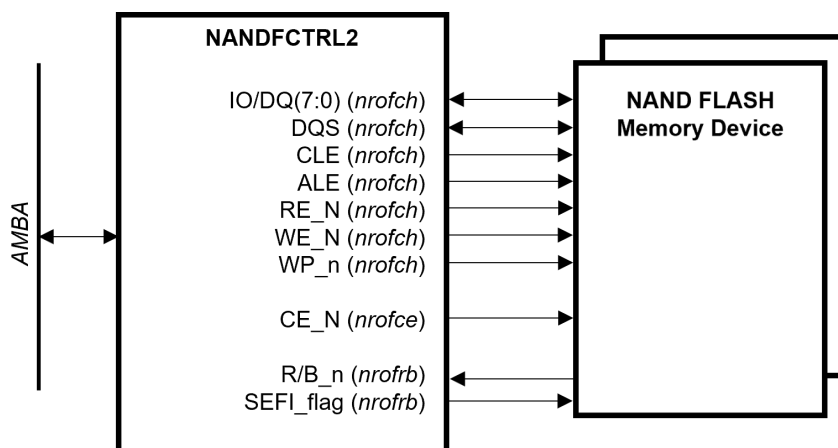 NANDFCTRL2
IO/DQ(7:0) (nrofch)
DQS (nrofch)
CLE (nrofch)
ALE (nrofch)
RE_N (nrofch)
WE_N (nrofch)
WP_n (nrofch)
CE_N (nrofce)
R/B_n (nrofrb)
SEFI_flag (nrofrb)
AMBA
NAND FLASH
Memory Device